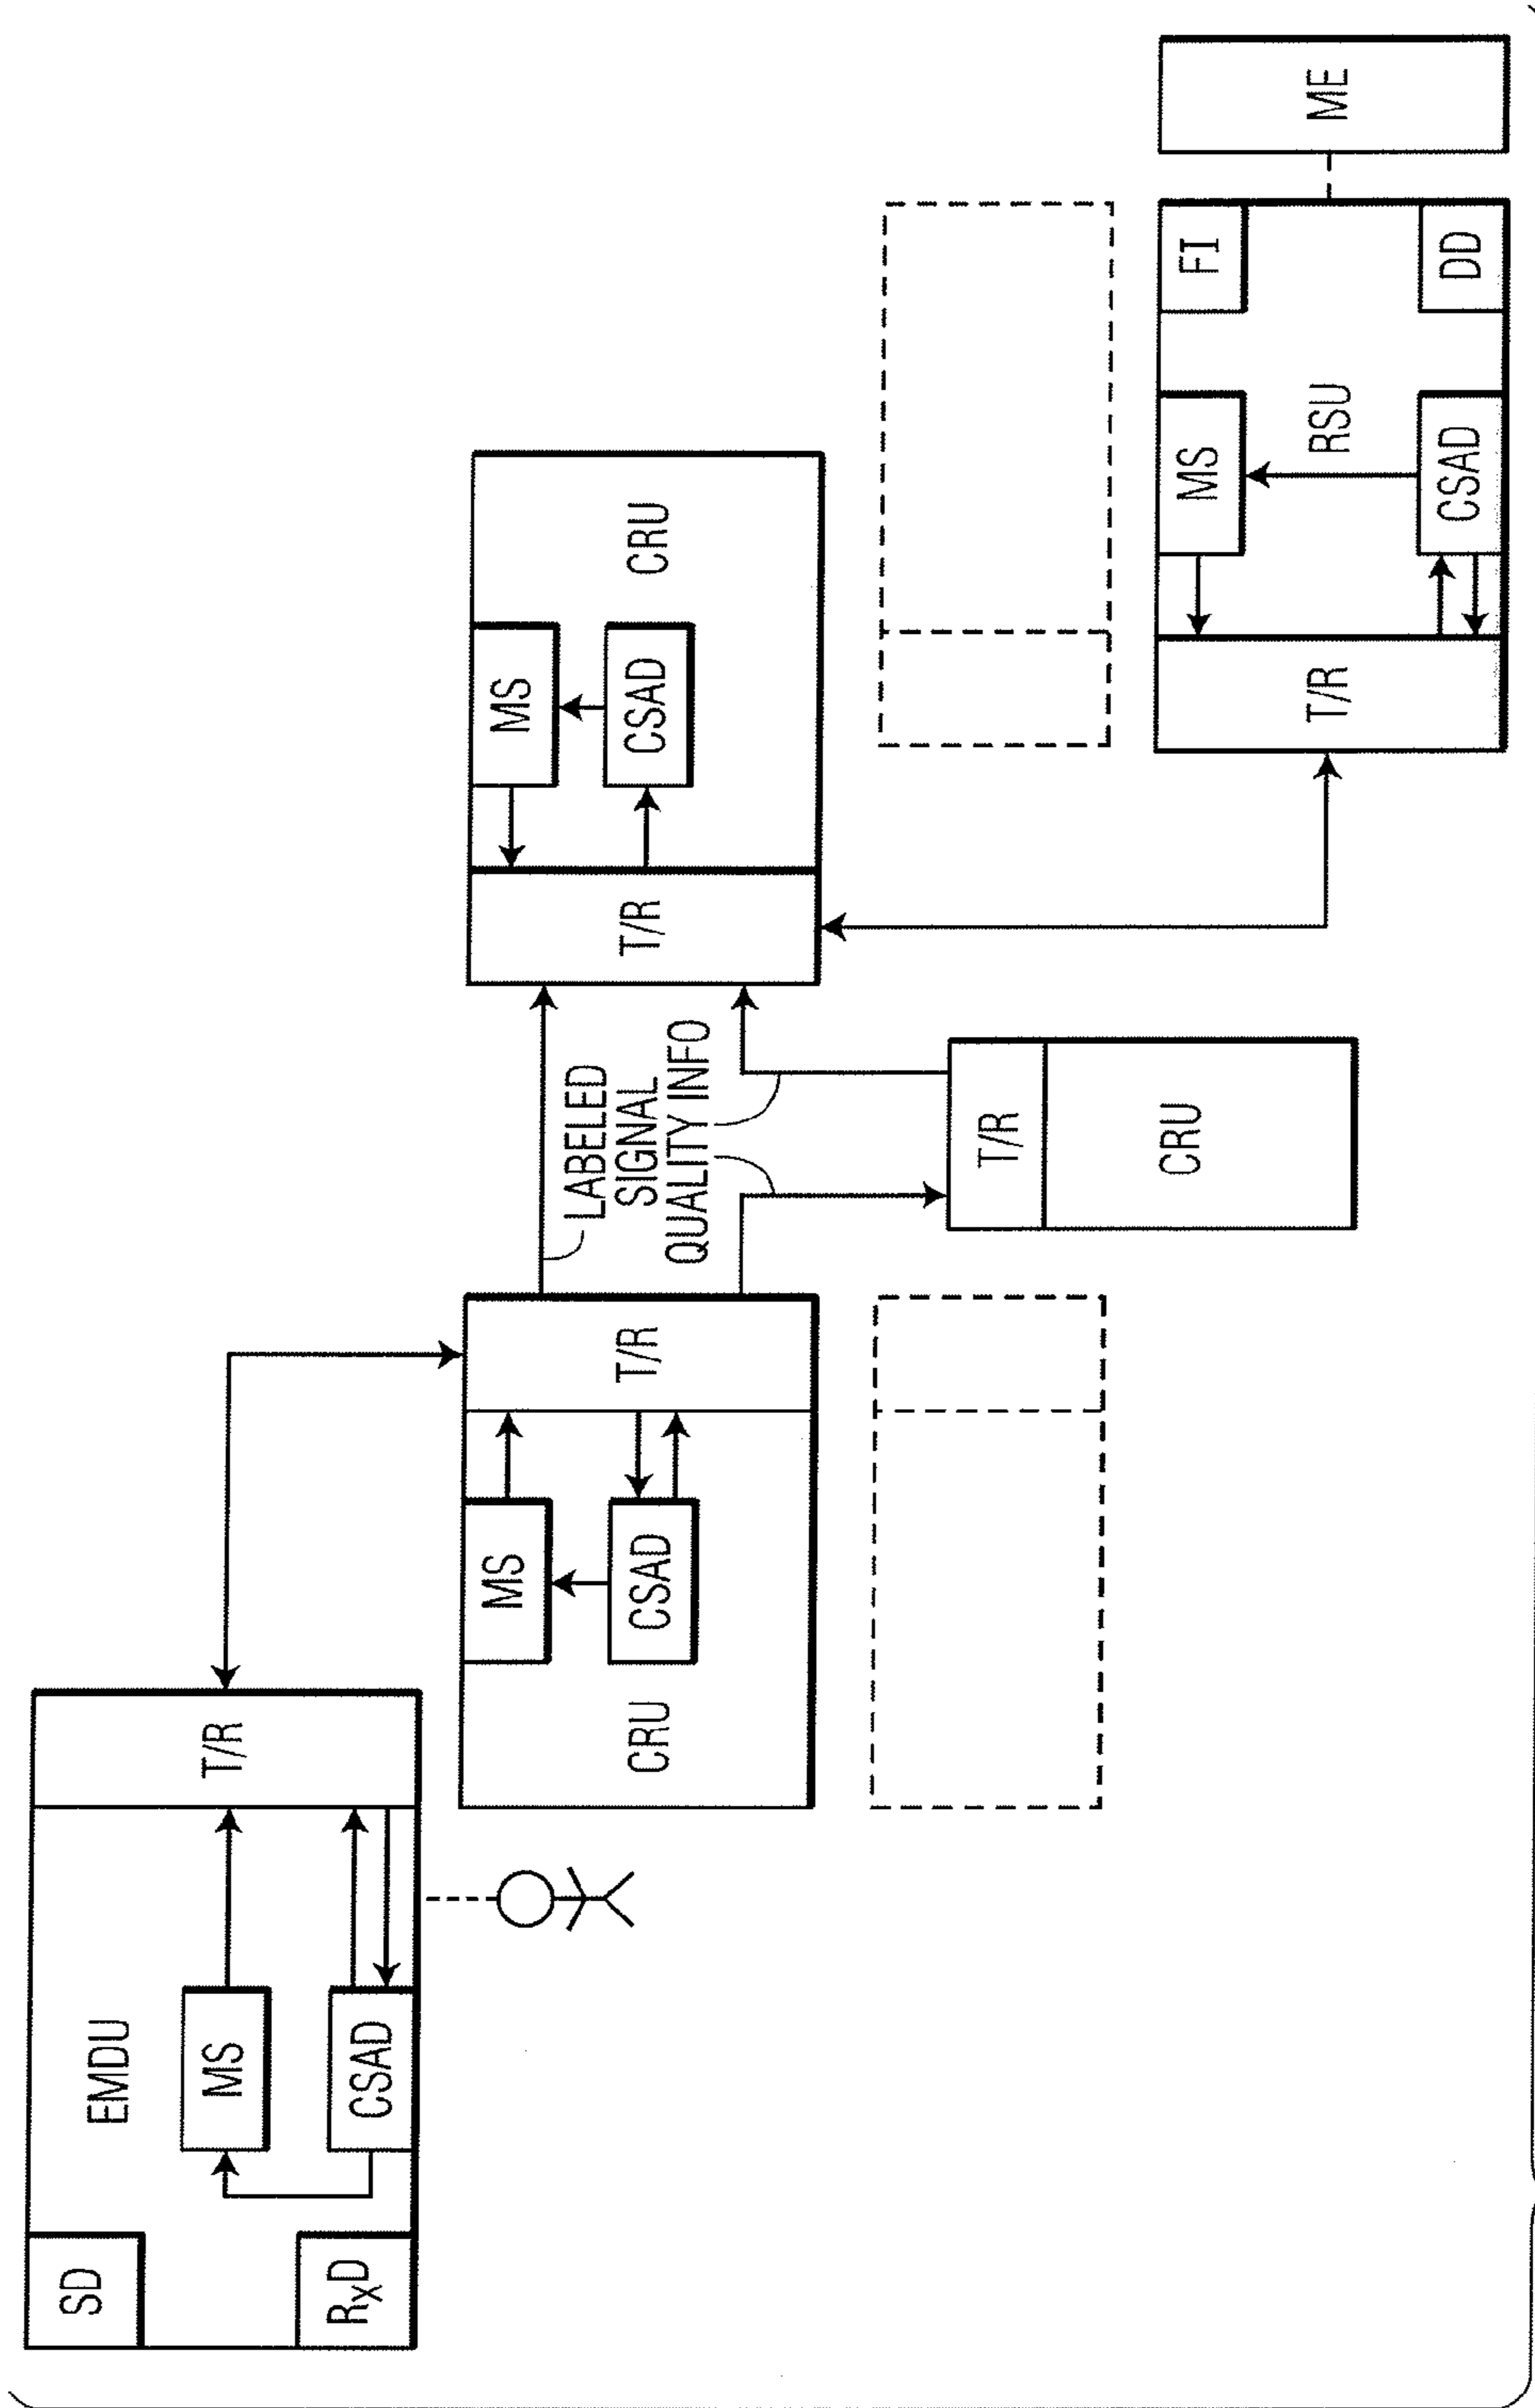 SD
EMDU
RxD
MS
CSAD
T/R
CRU
MS
CSAD
T/R
LABELED
SIGNAL
QUALITY INFO
T/R
CRU
T/R
MS
CSAD
CRU
T/R
MS
CSAD
RSU
FI
DD
ME